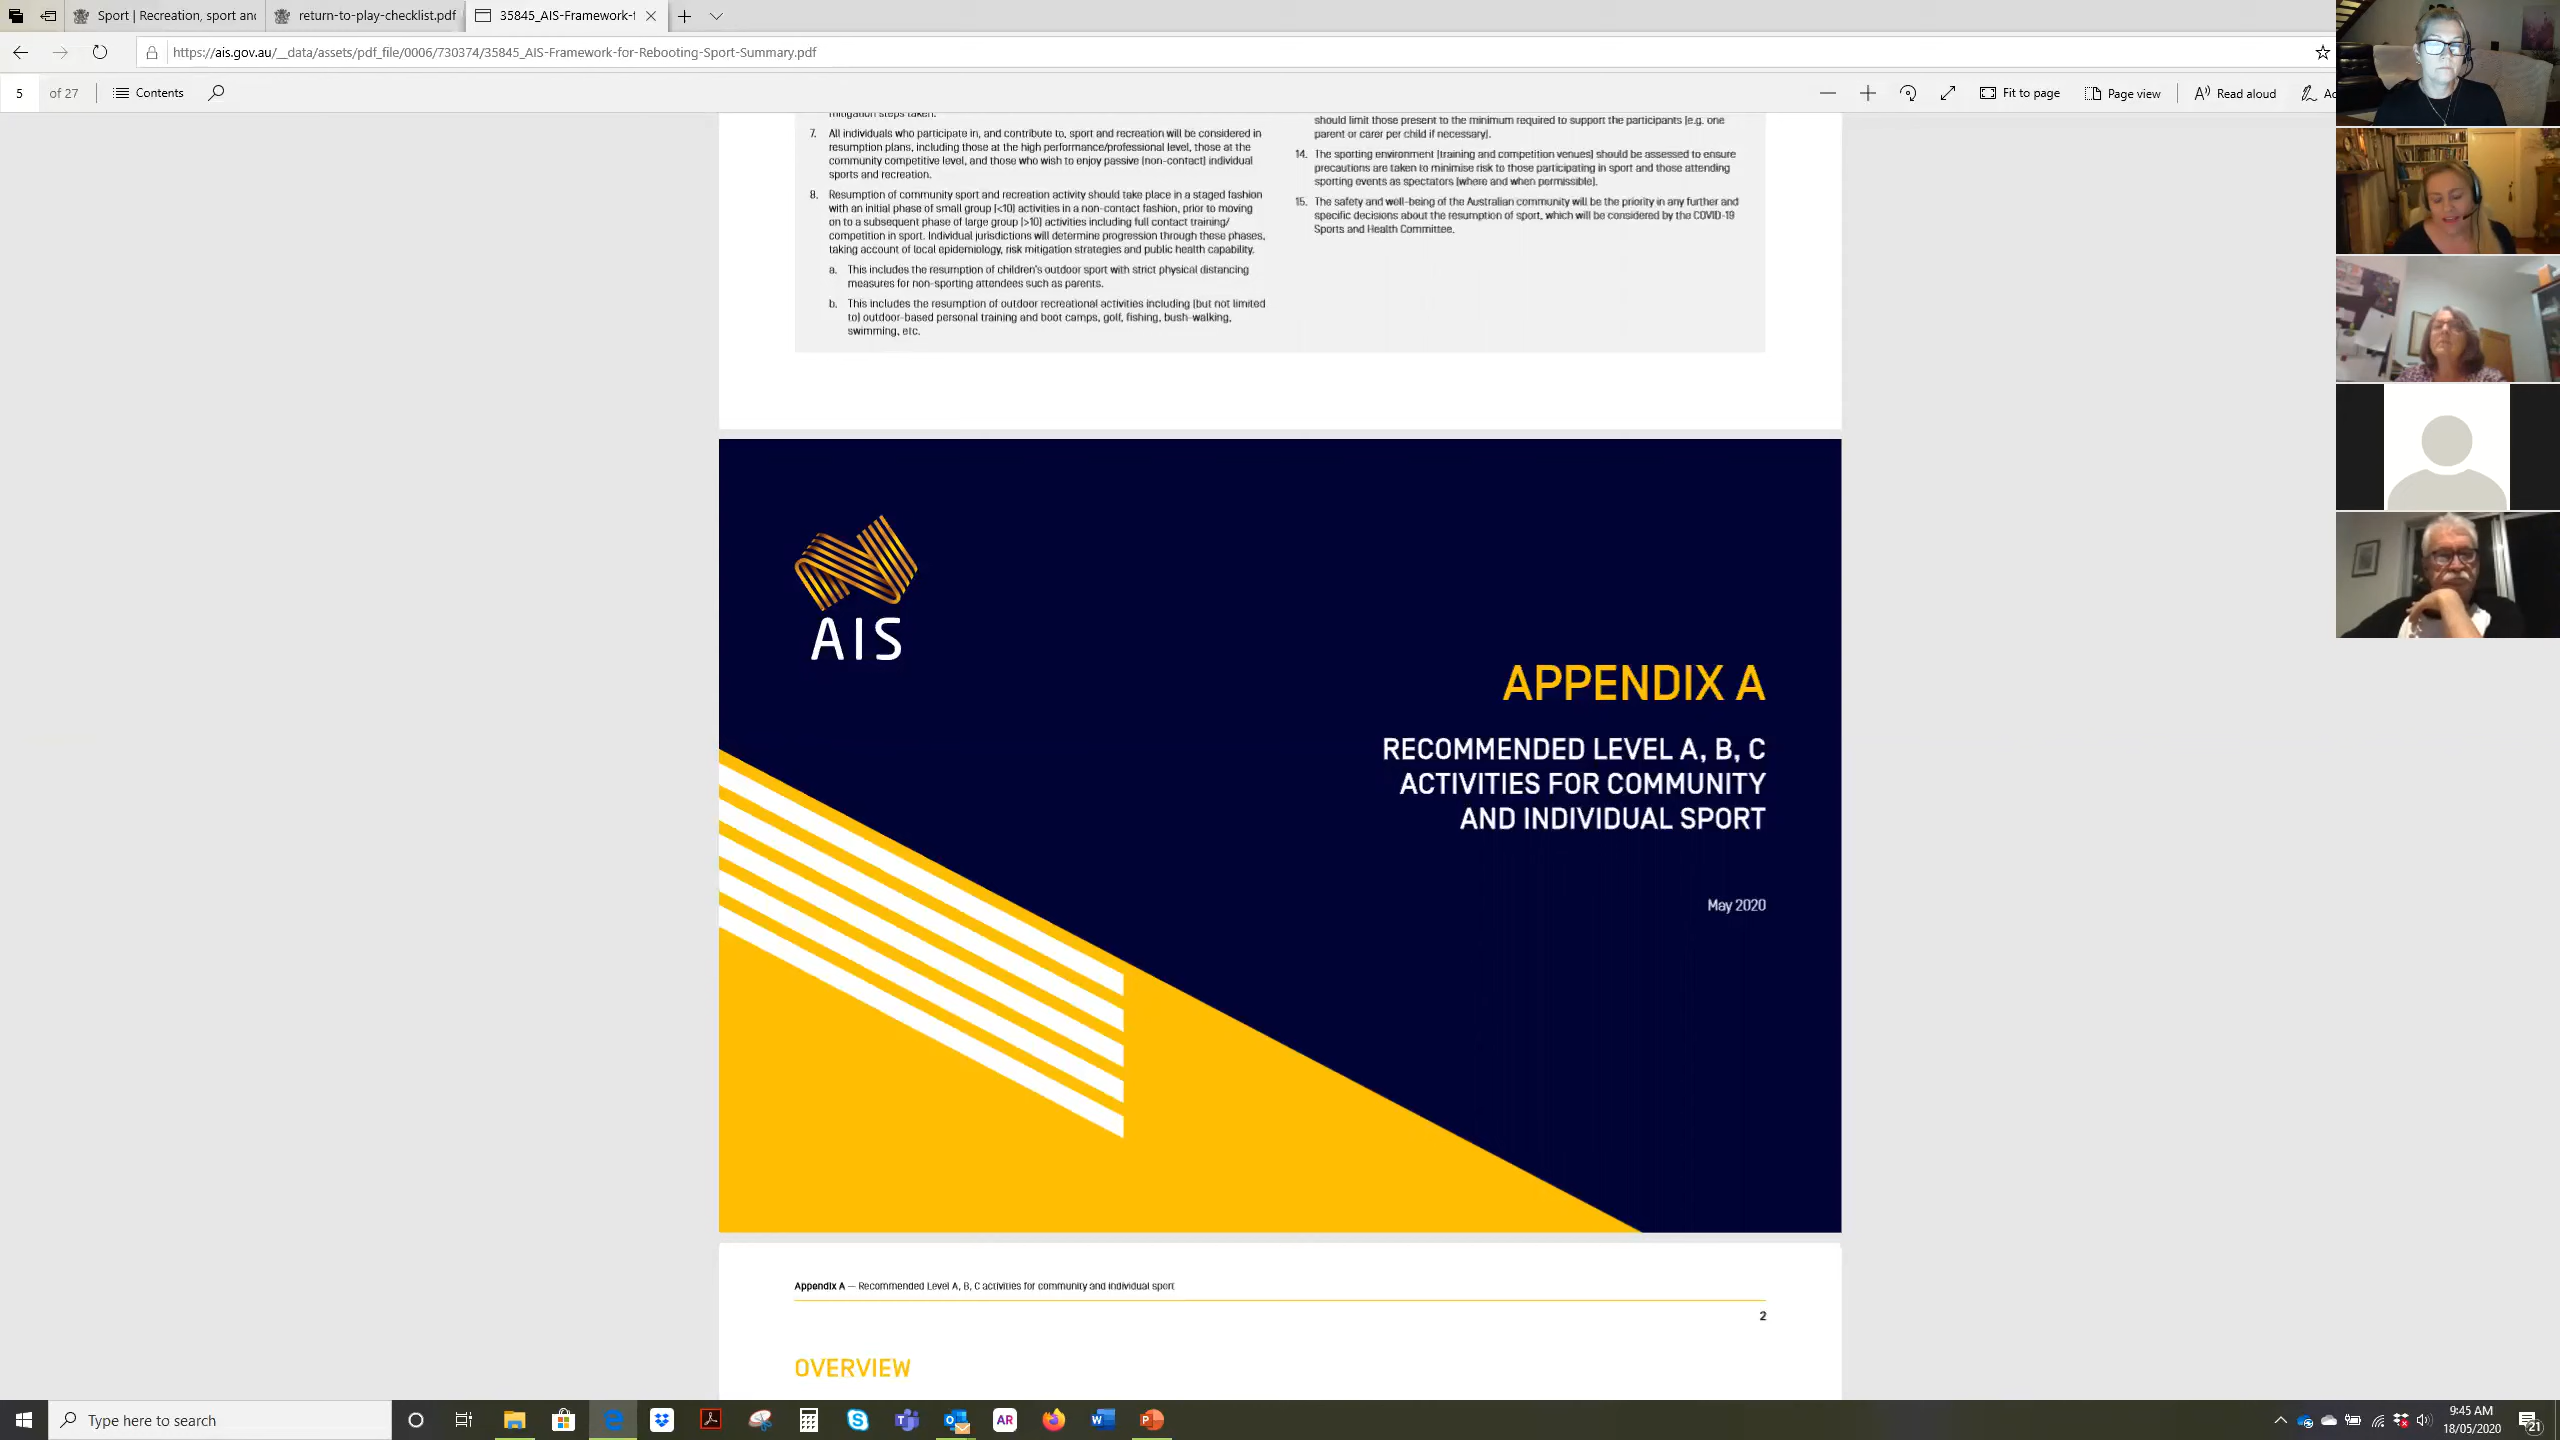 Sport | Recreation, sport and
return-to-play-checklist.pdf
35845_AIS-Framework-f
https://ais.gov.au/__data/assets/pdf_file/0006/730374/35845_AIS-Framework-for-Rebooting-Sport-Summary.pdf
5 of 27
Contents
Fit to page
Page view
Read aloud
mitigation steps taken.
7. All individuals who participate in, and contribute to, sport and recreation will be considered in
resumption plans, including those at the high performance/professional level, those at the
community competitive level, and those who wish to enjoy passive (non-contact) individual
sports and recreation.
8. Resumption of community sport and recreation activity should take place in a staged fashion
with an initial phase of small group (<10) activities in a non-contact fashion, prior to moving
on to a subsequent phase of large group (>10) activities including full contact training/
competition in sport. Individual jurisdictions will determine progression through these phases,
taking account of local epidemiology, risk mitigation strategies and public health capability.
a. This includes the resumption of children's outdoor sport with strict physical distancing
measures for non-sporting attendees such as parents.
b. This includes the resumption of outdoor recreational activities including (but not limited
to) outdoor-based personal training and boot camps, golf, fishing, bush-walking,
swimming, etc.
should limit those present to the minimum required to support the participants (e.g. one
parent or carer per child if necessary).
14. The sporting environment (training and competition venues) should be assessed to ensure
precautions are taken to minimise risk to those participating in sport and those attending
sporting events as spectators (where and when permissible).
15. The safety and well-being of the Australian community will be the priority in any further and
specific decisions about the resumption of sport, which will be considered by the COVID-19
Sports and Health Committee.
AIS
APPENDIX A
RECOMMENDED LEVEL A, B, C
ACTIVITIES FOR COMMUNITY
AND INDIVIDUAL SPORT
May 2020
Appendix A — Recommended Level A, B, C activities for community and individual sport
2
OVERVIEW
Type here to search
AR
9:45 AM
18/05/2020
21